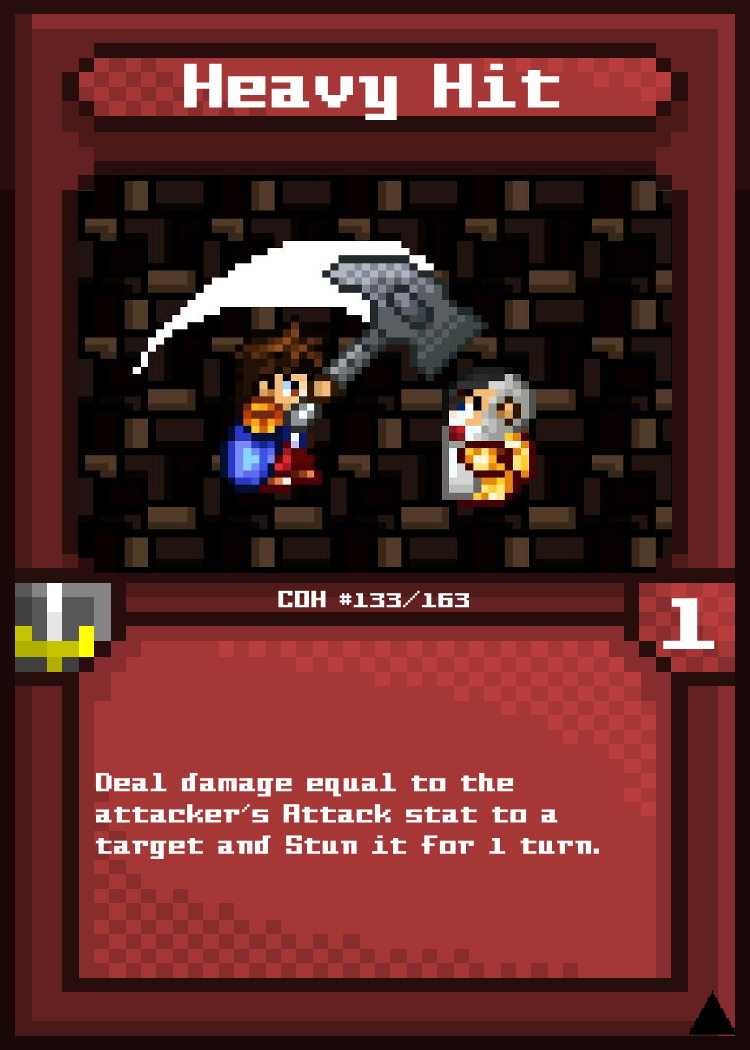 Heavy Hit
COH #133/163
1
Deal damage equal to the
attacker's Attack stat to a
target and Stun it for 1 turn.